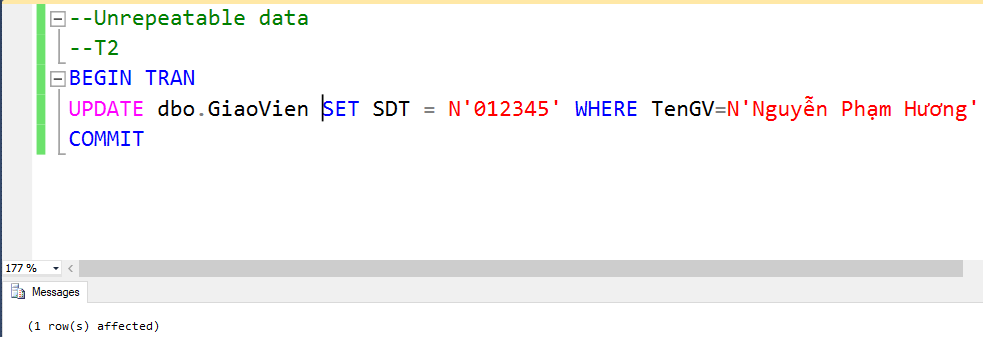 --Unrepeatable data
--T2
BEGIN TRAN
UPDATE dbo.GiaoVien SET SDT = N'012345' WHERE TenGV=N'Nguyễn Phạm Hương'
COMMIT
177 %
Messages
(1 row(s) affected)